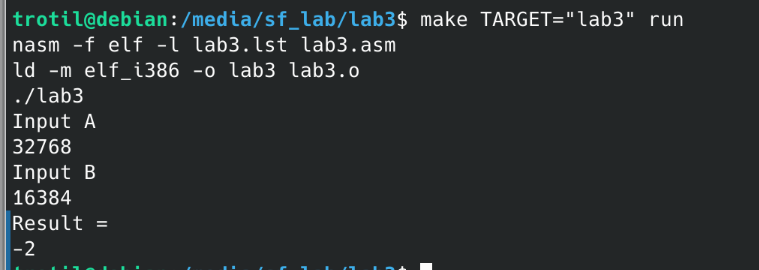 trotil@debian:/media/sf_lab/lab3$ make TARGET="lab3" run
nasm -f elf -l lab3.lst lab3.asm
ld -m elf_i386 -o lab3 lab3.o
./lab3
Input A
32768
Input B
16384
Result =
-2
trotil@debian:/media/sf_lab/lab3$